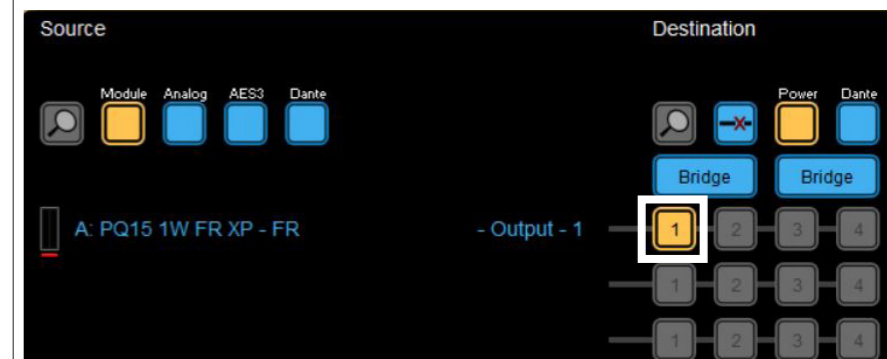 Source Destination
Module Analog AES3 Dante Power Dante
Bridge Bridge
A: PQ15 1W FR XP - FR - Output - 1 1 2 3 4
1 2 3 4
1 2 3 4